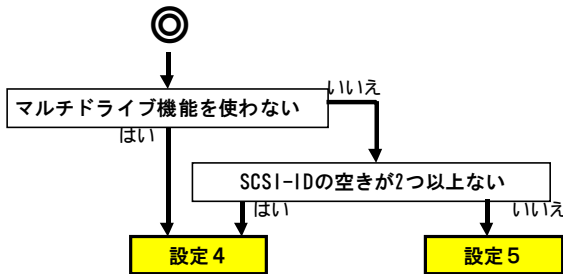 ◎
いいえ
マルチドライブ機能を使わない
はい
SCSI-IDの空きが2つ以上ない
はい
いいえ
設定4
設定5